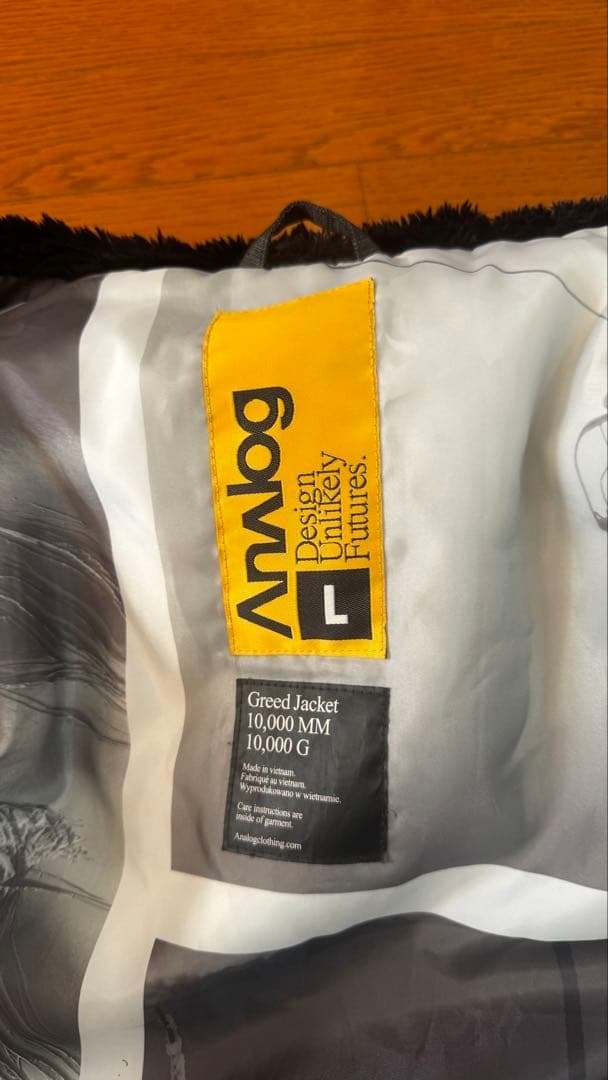 Analog
L
Design
Unlikely
Futures.
Greed Jacket
10,000 MM
10,000 G
Made in vietnam.
Fabriqué au vietnam.
Wyprodukowano w wietnamie.
Care instructions are
inside of garment.
Analogclothing.com